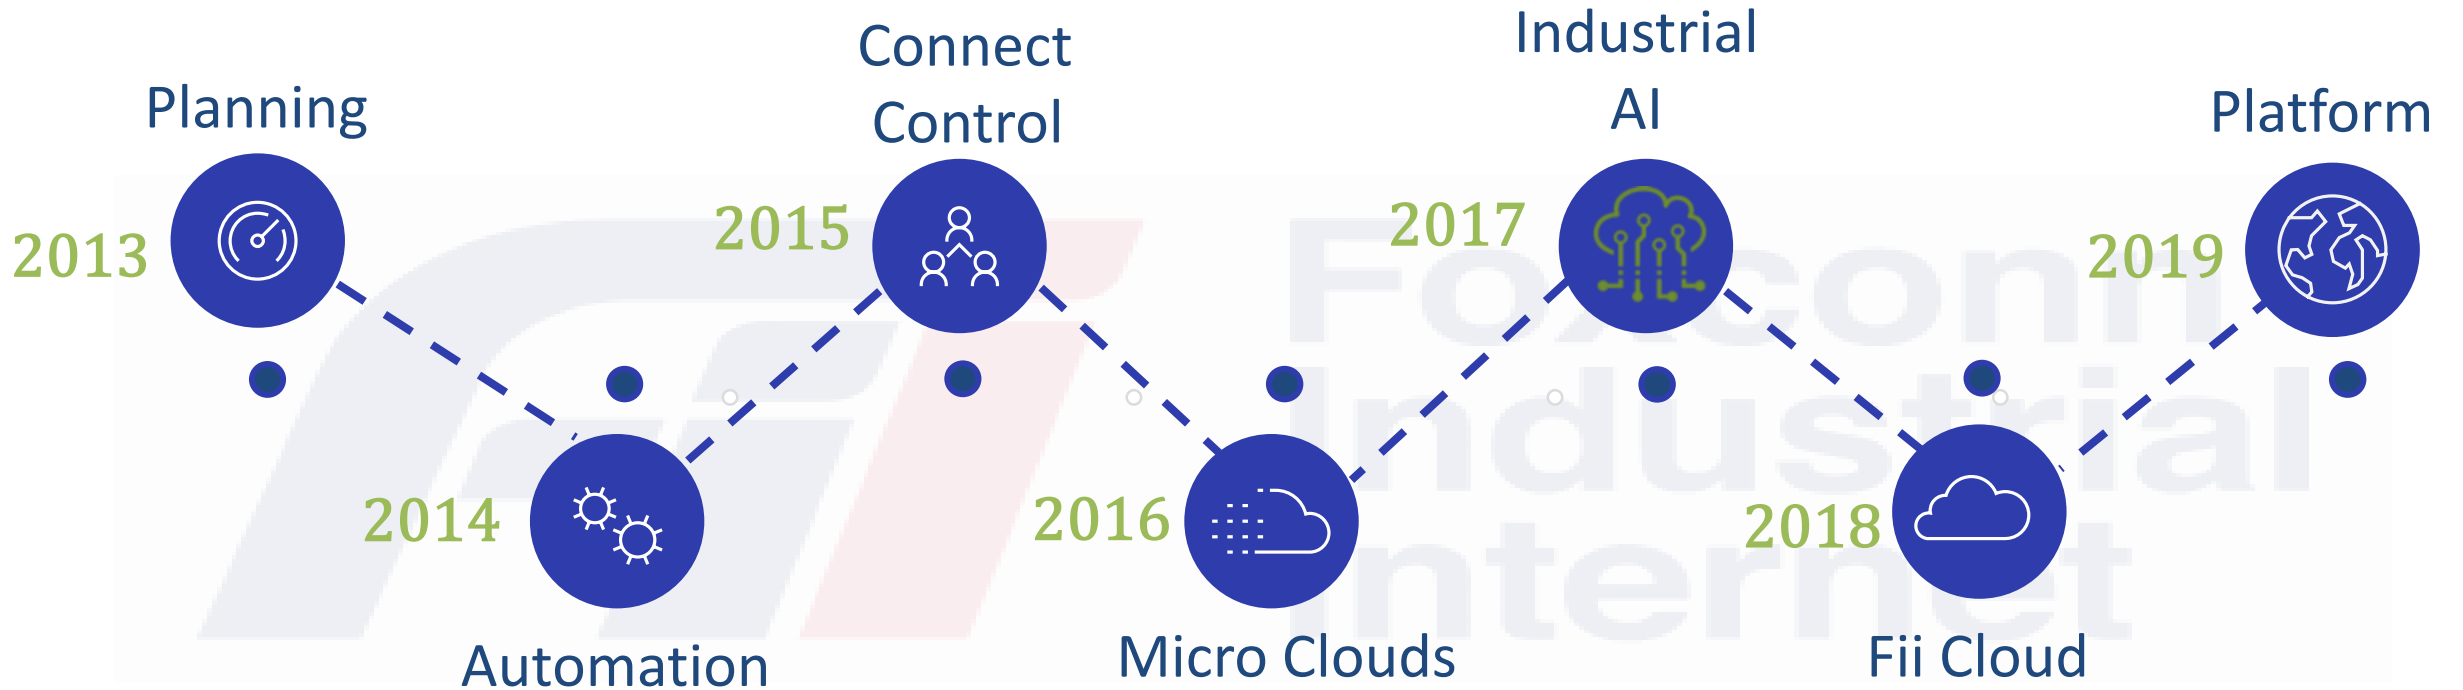 Planning
2013
2014
Automation
Connect
Control
2015
2016
Micro Clouds
Industrial
AI
2017
2018
Fii Cloud
Platform
2019
Fii
Foxconn
Industrial
Internet